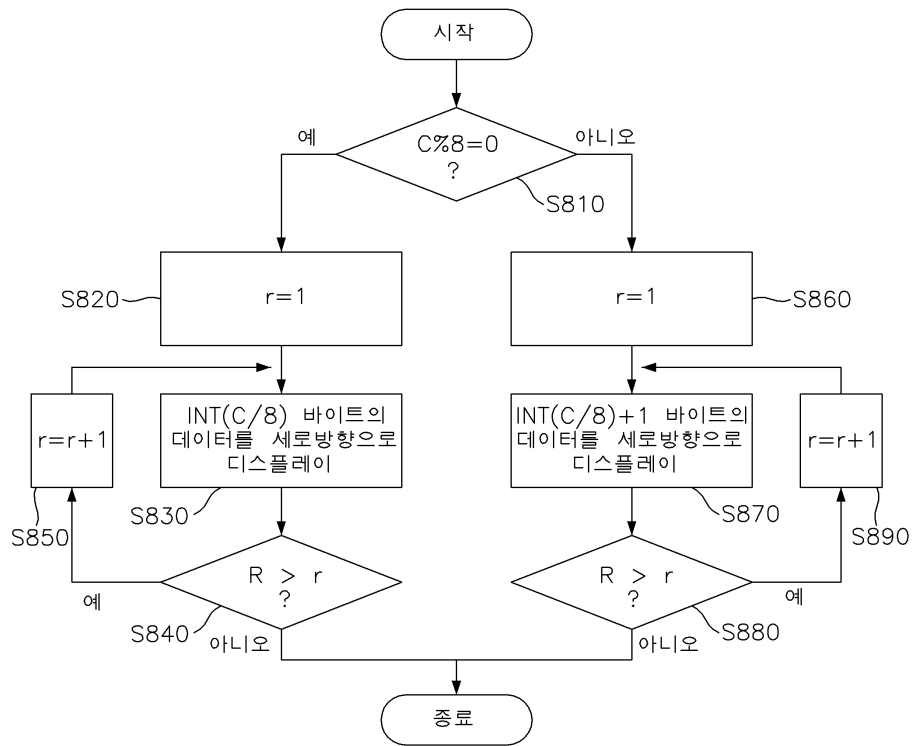 시작
예
아니오
C%8=0
?
S810
S820
r=1
r=1
S860
r=r+1
INT(C/8) 바이트의
데이터를 세로방향으로
디스플레이
INT(C/8)+1 바이트의
데이터를 세로방향으로
디스플레이
r=r+1
S850
S830
S870
S890
R > r
?
R > r
?
예
예
S840
아니오
아니오
S880
종료